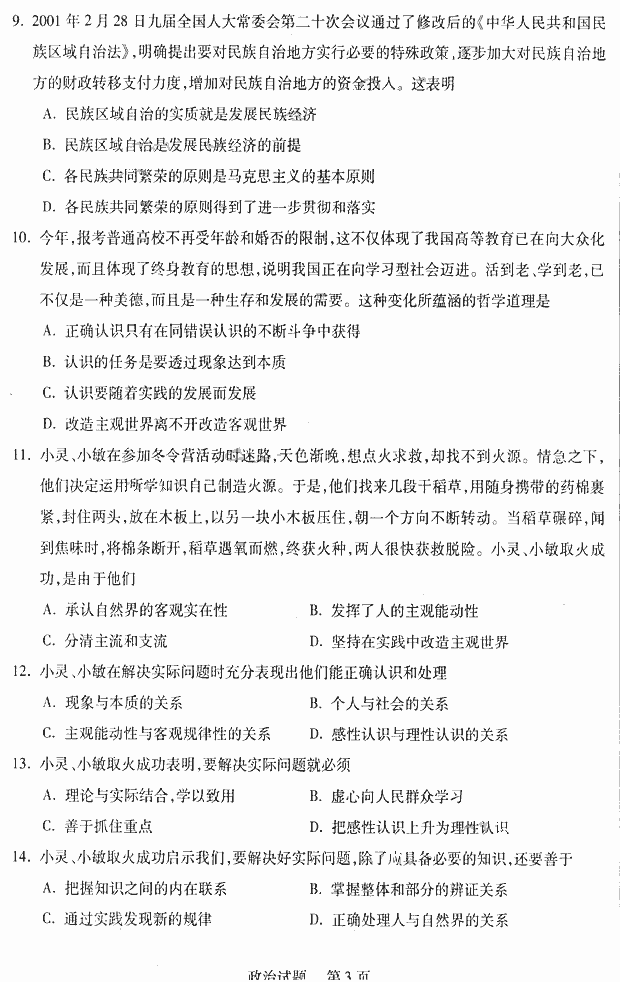 9. 2001 年 2 月 28 日九届全国人大常委会第二十次会议通过了修改后的《中华人民共和国民
族区域自治法》,明确提出要对民族自治地方实行必要的特殊政策,逐步加大对民族自治地
方的财政转移支付力度,增加对民族自治地方的资金投入。这表明
A. 民族区域自治的实质就是发展民族经济
B. 民族区域自治是发展民族经济的前提
C. 各民族共同繁荣的原则是马克思主义的基本原则
D. 各民族共同繁荣的原则得到了进一步贯彻和落实
10. 今年,报考普通高校不再受年龄和婚否的限制,这不仅体现了我国高等教育已在向大众化
发展,而且体现了终身教育的思想,说明我国正在向学习型社会迈进。活到老、学到老,已
不仅是一种美德,而且是一种生存和发展的需要。这种变化所蕴涵的哲学道理是
A. 正确认识只有在同错误认识的不断斗争中获得
B. 认识的任务是要透过现象达到本质
C. 认识要随着实践的发展而发展
D. 改造主观世界离不开改造客观世界
11. 小灵、小敏在参加冬令营活动时迷路,天色渐晚,想点火求救,却找不到火源。情急之下,
他们决定运用所学知识自己制造火源。于是,他们找来几段干稻草,用随身携带的药棉裹
紧,封住两头,放在木板上,以另一块小木板压住,朝一个方向不断转动。当稻草碾碎,闻
到焦味时,将棉条断开,稻草遇氧而燃,终获火种,两人很快获救脱险。小灵、小敏取火成
功,是由于他们
A. 承认自然界的客观实在性 B. 发挥了人的主观能动性
C. 分清主流和支流 D. 坚持在实践中改造主观世界
12. 小灵、小敏在解决实际问题时充分表现出他们能正确认识和处理
A. 现象与本质的关系 B. 个人与社会的关系
C. 主观能动性与客观规律性的关系 D. 感性认识与理性认识的关系
13. 小灵、小敏取火成功表明,要解决实际问题就必须
A. 理论与实际结合,学以致用 B. 虚心向人民群众学习
C. 善于抓住重点 D. 把感性认识上升为理性认识
14. 小灵、小敏取火成功启示我们,要解决好实际问题,除了应具备必要的知识,还要善于
A. 把握知识之间的内在联系 B. 掌握整体和部分的辩证关系
C. 通过实践发现新的规律 D. 正确处理人与自然界的关系
政治试题 第 3 页